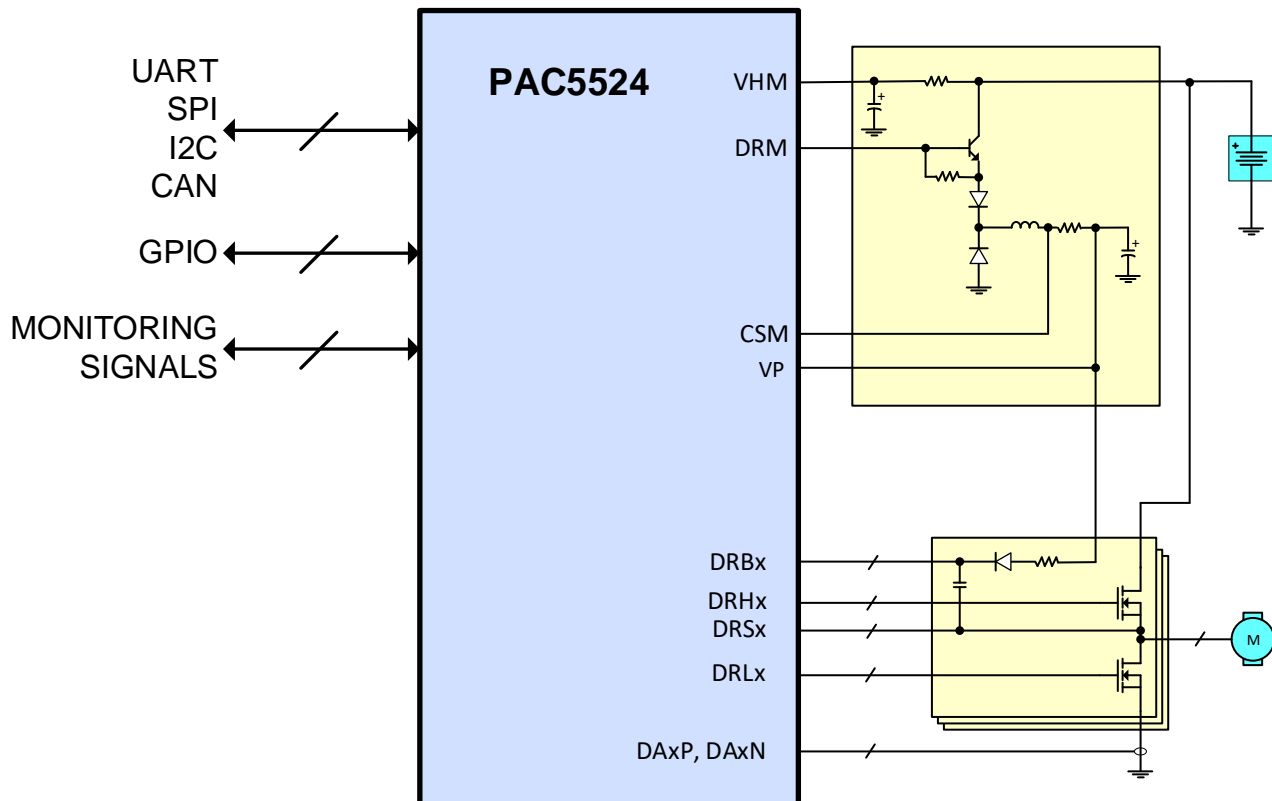 PAC5524
UART
SPI
I2C
CAN
GPIO
MONITORING
SIGNALS
VHM
DRM
CSM
VP
DRBx
DRHx
DRSx
DRLx
DAxP, DAxN
+
+
+
M